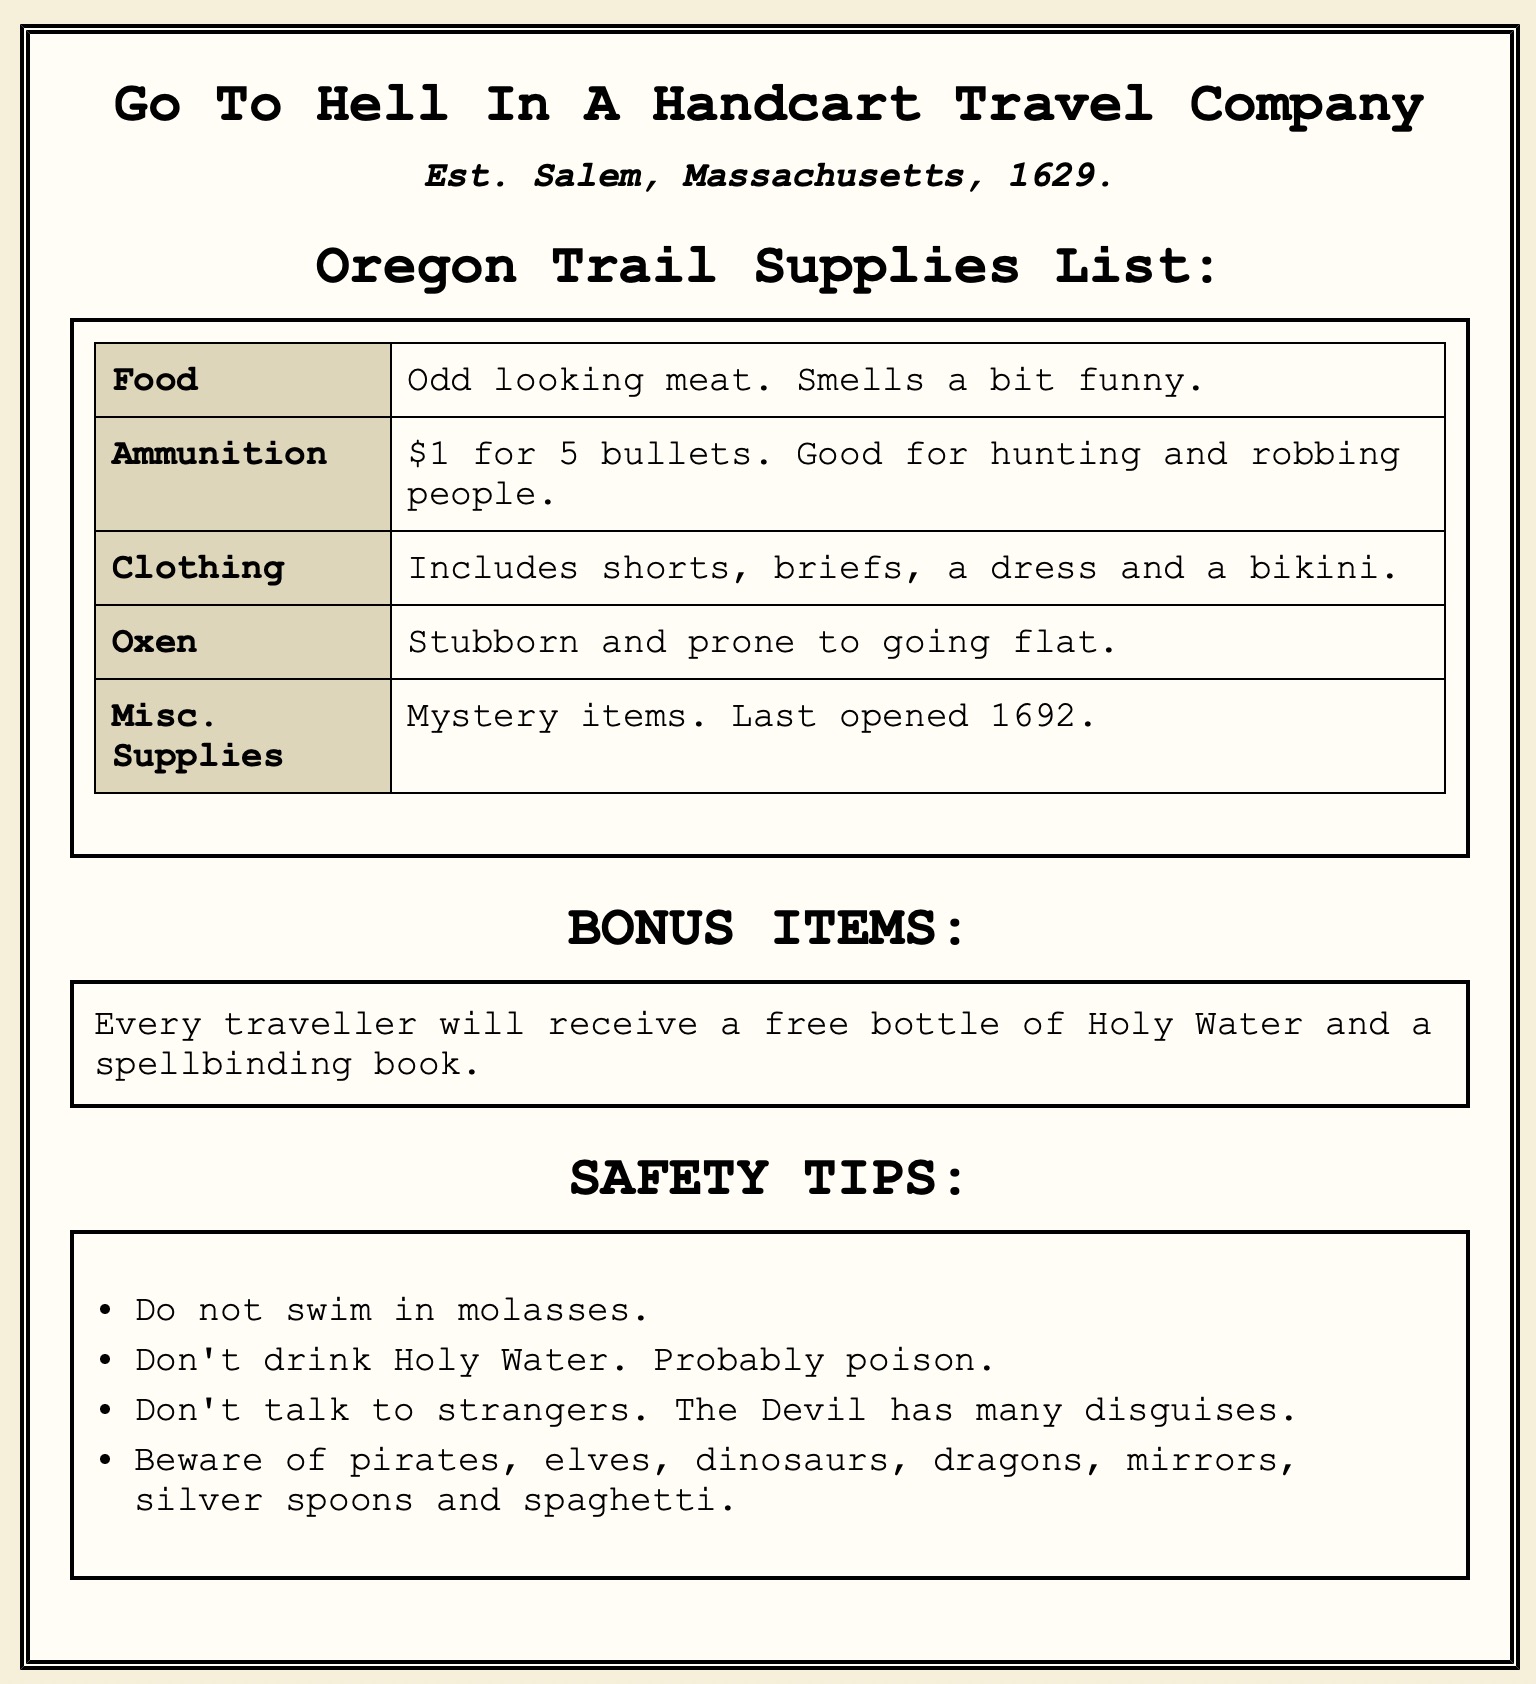 Go To Hell In A Handcart Travel Company
Est. Salem, Massachusetts, 1629.
Oregon Trail Supplies List:
Food
Odd looking meat. Smells a bit funny.
Ammunition
$1 for 5 bullets. Good for hunting and robbing
people.
Clothing
Includes shorts, briefs, a dress and a bikini.
Oxen
Stubborn and prone to going flat.
Misc.
Supplies
Mystery items. Last opened 1692.
BONUS ITEMS:
Every traveller will receive a free bottle of Holy Water and a
spellbinding book.
SAFETY TIPS:
• Do not swim in molasses.
• Don't drink Holy Water. Probably poison.
• Don't talk to strangers. The Devil has many disguises.
• Beware of pirates, elves, dinosaurs, dragons, mirrors,
silver spoons and spaghetti.